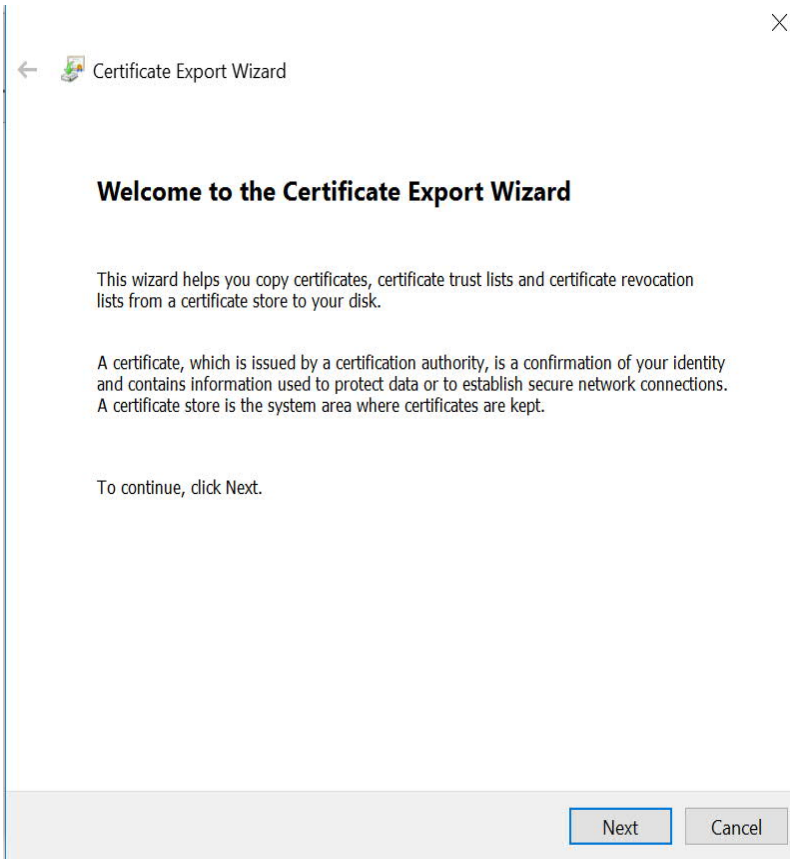 Certificate Export Wizard
Welcome to the Certificate Export Wizard
This wizard helps you copy certificates, certificate trust lists and certificate revocation
lists from a certificate store to your disk.
A certificate, which is issued by a certification authority, is a confirmation of your identity
and contains information used to protect data or to establish secure network connections.
A certificate store is the system area where certificates are kept.
To continue, click Next.
Next Cancel